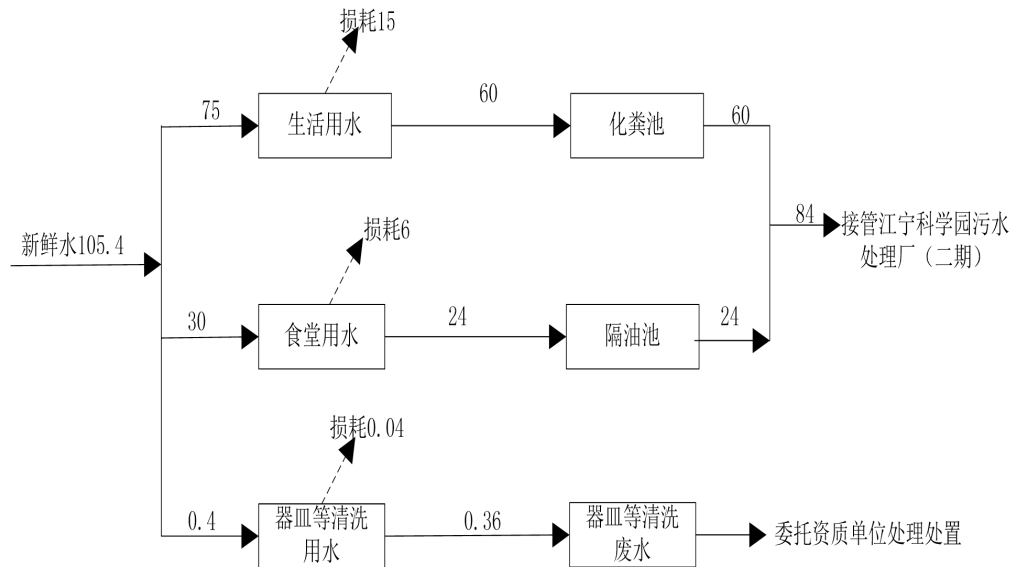 损耗15
75
生活用水
60
化粪池
60
新鲜水105.4
损耗6
84
接管江宁科学园污水
处理厂（二期）
30
食堂用水
24
隔油池
24
损耗0.04
0.4
器皿等清洗
用水
0.36
器皿等清洗
废水
委托资质单位处理处置